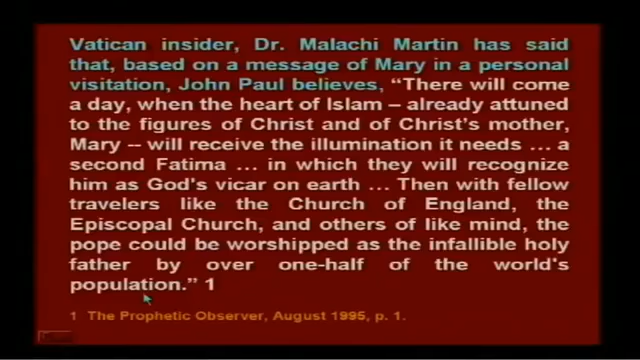 Vatican insider, Dr. Malachi Martin has said
that, based on a message of Mary in a personal
visitation, John Paul believes, “There will come
a day, when the heart of Islam – already attuned
to the figures of Christ and of Christ's mother,
Mary -- will receive the illumination it needs ... a
second Fatima ... in which they will recognize
him as God's vicar on earth ... Then with fellow
travelers like the Church of England, the
Episcopal Church, and others of like mind, the
pope could be worshipped as the infallible holy
father by over one-half of the world's
population.” 1
1 The Prophetic Observer, August 1995, p. 1.